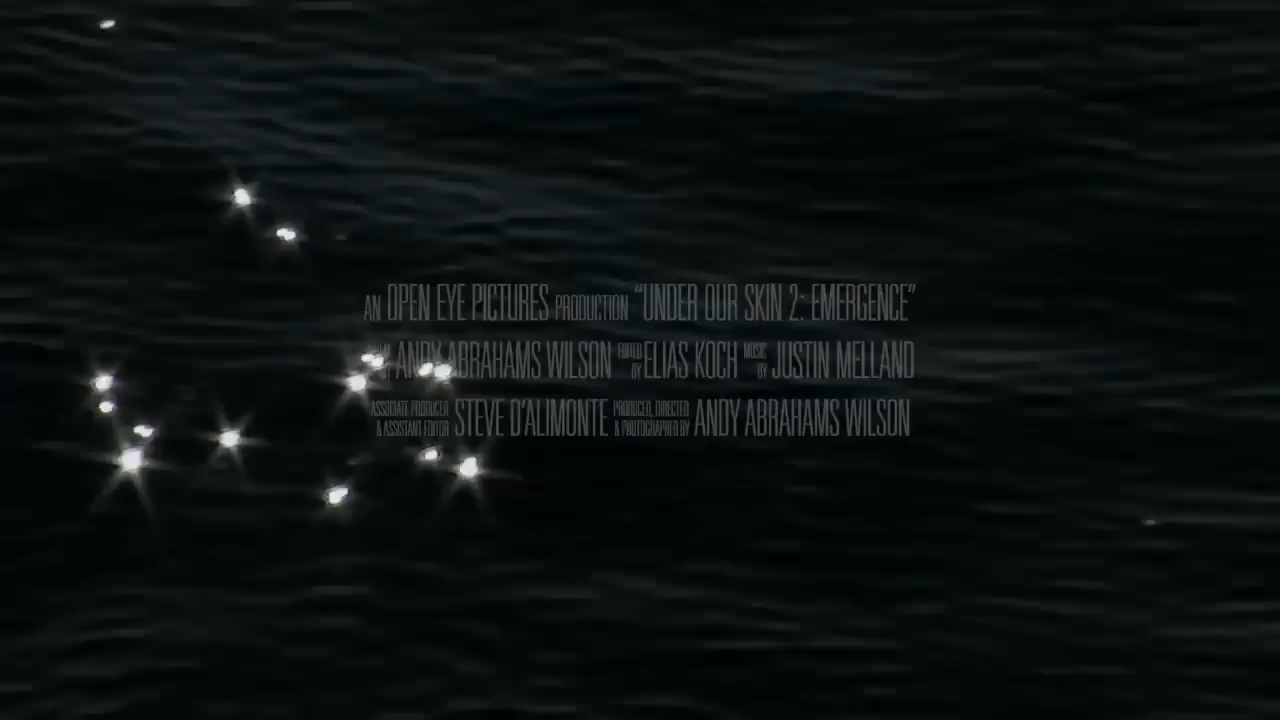 AN OPEN EYE PICTURES PRODUCTION “UNDER OUR SKIN 2: EMERGENCE”
ANDY ABRAHAMS WILSON EDITED BY ELIAS KOCH MUSIC BY JUSTIN MELLAND
ASSOCIATE PRODUCER & ASSISTANT EDITOR STEVE D'ALIMONTE PRODUCED, DIRECTED & PHOTOGRAPHED BY ANDY ABRAHAMS WILSON